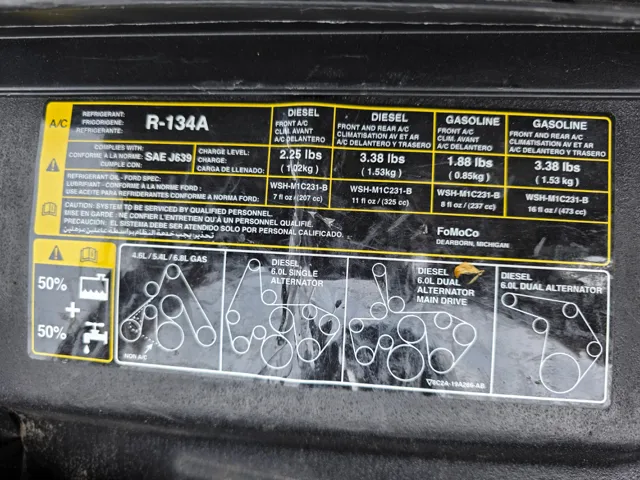 A/C
REFRIGERANT:
FRIGORIGENE:
REFRIGERANTE:
R-134A
DIESEL
FRONT A/C
CLIM. AVANT
A/C DELANTERO
DIESEL
FRONT AND REAR A/C
CLIMATISATION AV ET AR
A/C DELANTERO Y TRASERO
GASOLINE
FRONT A/C
CLIM. AVANT
A/C DELANTERO
GASOLINE
FRONT AND REAR A/C
CLIMATISATION AV ET AR
A/C DELANTERO Y TRASERO
COMPLIES WITH:
CONFORME À LA NORME:
CUMPLE CON:
SAE J639
CHARGE LEVEL:
CHARGE:
CARGA DE LLENADO:
2.25 lbs
(1.02kg)
3.38 lbs
(1.53kg)
1.88 lbs
(0.85kg)
3.38 lbs
(1.53 kg)
REFRIGERANT OIL - FORD SPEC:
LUBRIFIANT - CONFORME À LA NORME FORD:
USE ACEITE PARA REFRIGERANTES NORMA FORD:
WSH-M1C231-B
7 fl oz (207 cc)
WSH-M1C231-B
11 fl oz (325 cc)
WSH-M1C231-B
8 fl oz (237 cc)
WSH-M1C231-B
16 fl oz (473 cc)
CAUTION: SYSTEM TO BE SERVICED BY QUALIFIED PERSONNEL.
MISE EN GARDE : NE CONFIER L'ENTRETIEN QU'À UN PERSONNEL QUALIFIÉ.
PRECAUCION: EL SISTEMA DEBE SER ATENDIDO SOLO POR PERSONAL CALIFICADO.
FoMoCo
DEARBORN, MICHIGAN
50%
+
50%
4.6L / 5.4L / 6.8L GAS
NON A/C
DIESEL
6.0L SINGLE
ALTERNATOR
DIESEL
6.0L DUAL
ALTERNATOR
MAIN DRIVE
DIESEL
6.0L DUAL ALTERNATOR